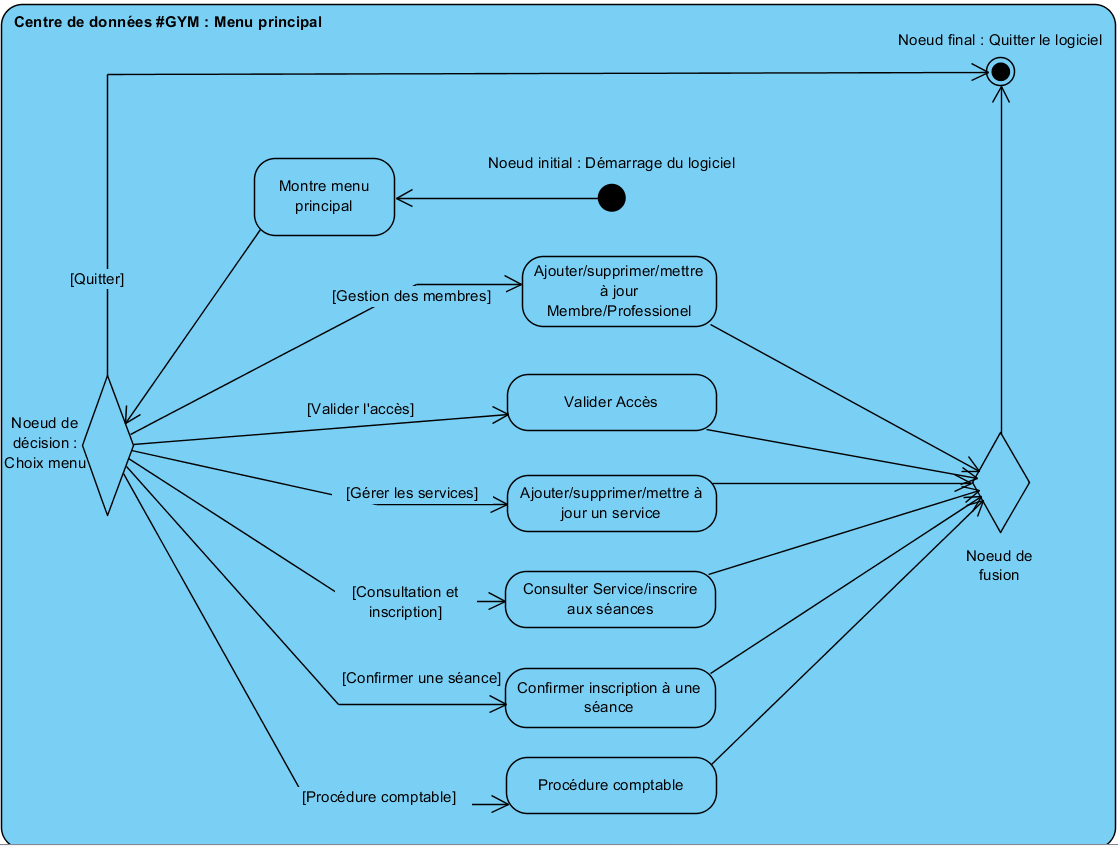 Centre de données #GYM : Menu principal
Noeud final : Quitter le logiciel
Noeud initial : Démarrage du logiciel
Montre menu
principal
[Quitter]
Ajouter/supprimer/mettre
à jour
Membre/Professionel
[Gestion des membres]
Noeud de
décision :
Choix menu
[Valider l'accès]
Valider Accès
[Gérer les services]
Ajouter/supprimer/mettre à
jour un service
Noeud de
fusion
[Consultation et
inscription]
Consulter Service/inscrire
aux séances
[Confirmer une séance]
Confirmer inscription à une
séance
[Procédure comptable]
Procédure comptable